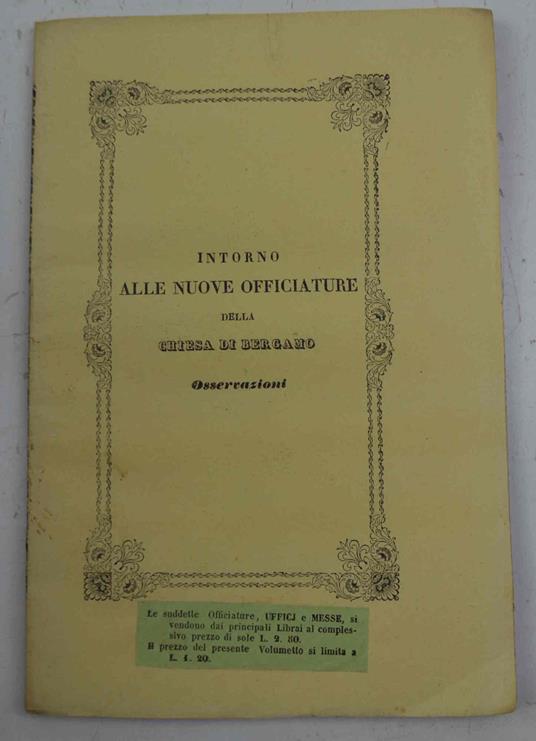 INTORNO
ALLE NUOVE OFFICIATURE
DELLA
CHIESA DI BERGAMO
Osservazioni
Le suddette Officiature, UFFICJ e MESSE, si
vendono dai principali Librai al comples-
sivo prezzo di sole L. 2. 80.
Il prezzo del presente Volumetto si limita a
L. 1. 20.